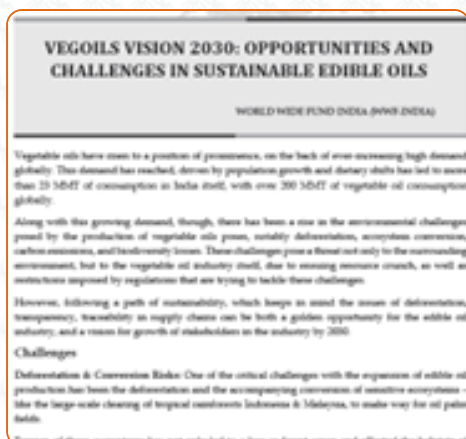 VEGOILS VISION 2030: OPPORTUNITIES AND
CHALLENGES IN SUSTAINABLE EDIBLE OILS
WORLD WIDE FUND INDIA (WWF-INDIA)
Vegetable oils have risen to a position of prominence, on the back of ever-increasing high demand
globally. This demand has reached, driven by population growth and dietary shifts has led to more
than 23 MMT of consumption in India itself, with over 200 MMT of vegetable oil consumption
globally.
Along with this growing demand, though, there has been a rise in the environmental challenges
posed by the production of vegetable oils pose, notably deforestation, ecosystem conversion,
carbon emissions, and biodiversity losses. These challenges pose a threat not only to the surrounding
environment, but to the vegetable oil industry itself, due to ensuing resource crunch, as well as
restrictions imposed by regulations that are trying to tackle these challenges.
However, following a path of sustainability, which keeps in mind the issues of deforestation,
transparency, traceability in supply chains can be both a golden opportunity for the edible oil
industry, and a vision for growth of stakeholders in the industry by 2030.
Challenges
Deforestation & Conversion Risks: One of the critical challenges with the expansion of edible oil
production has been the deforestation and the accompanying conversion of sensitive ecosystems -
like the large-scale clearing of tropical rainforests Indonesia & Malaysia, to make way for oil palm
fields.